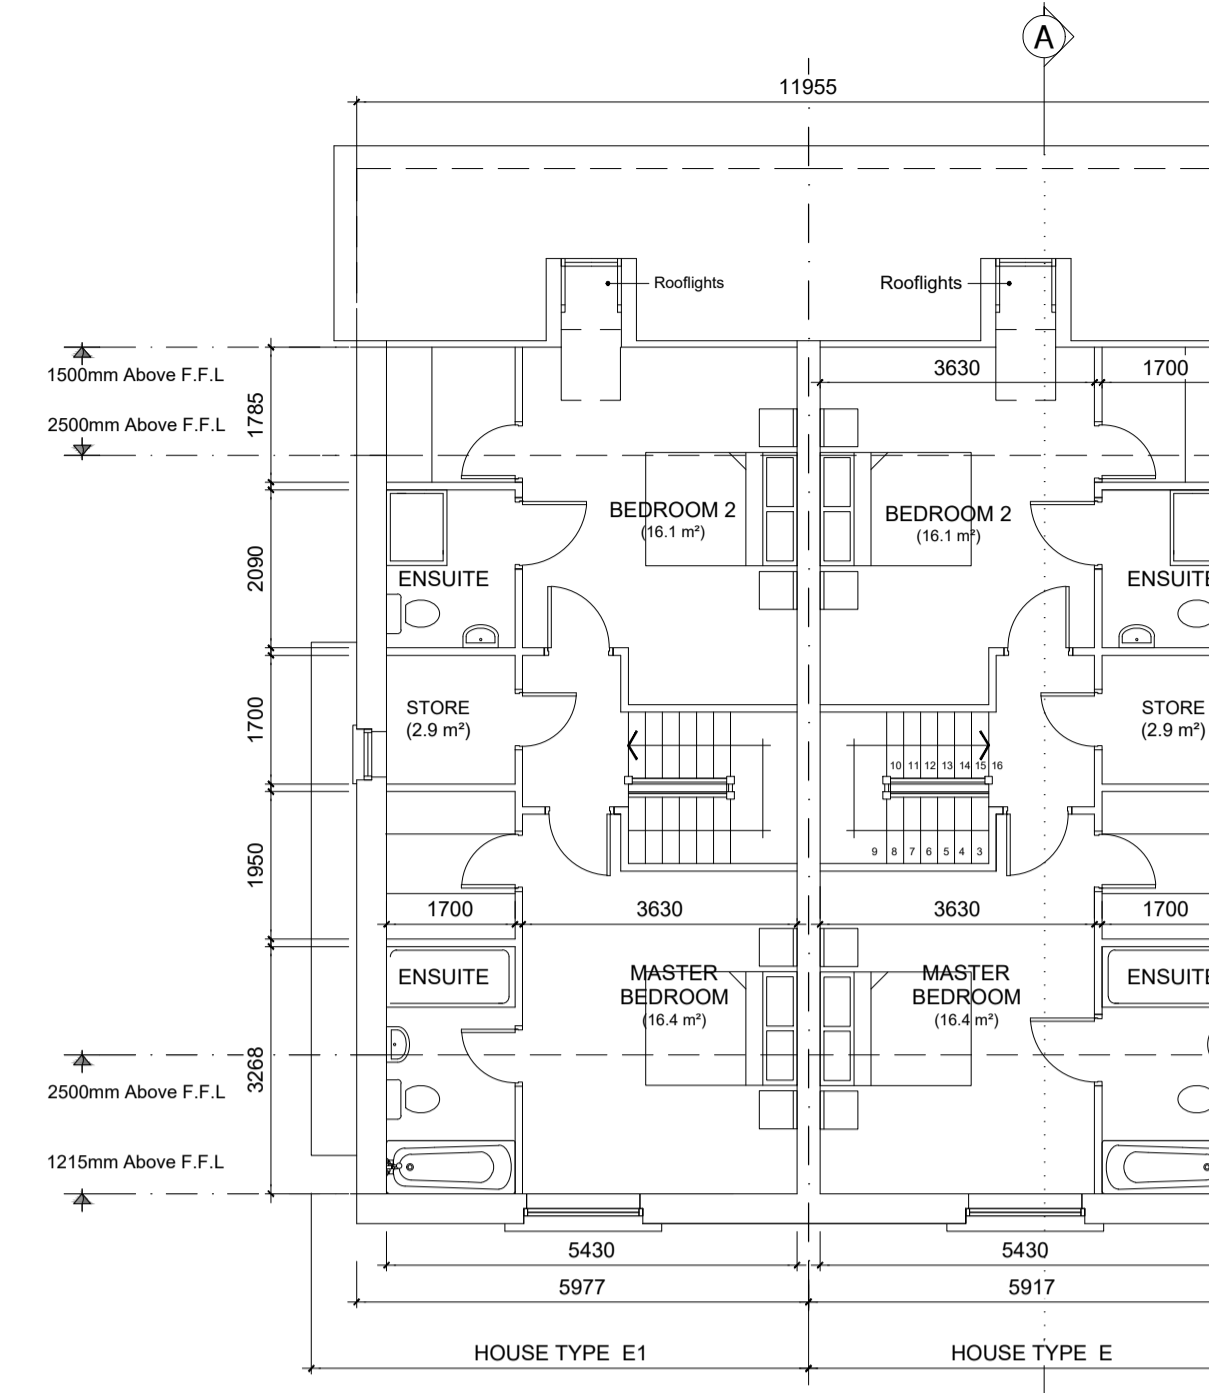 A
11955
Rooflights
Rooflights
1500mm Above F.F.L
3630
1700
2500mm Above F.F.L
1785
BEDROOM 2
(16.1 m²)
BEDROOM 2
(16.1 m²)
2090
ENSUITE
ENSUITE
STORE
(2.9 m²)
STORE
(2.9 m²)
1700
10 11 12 13 14 15 16
9 8 7 6 5 4 3
1950
1700
3630
3630
1700
ENSUITE
MASTER
BEDROOM
(16.4 m²)
MASTER
BEDROOM
(16.4 m²)
ENSUITE
3268
2500mm Above F.F.L
1215mm Above F.F.L
5430
5430
5977
5917
HOUSE TYPE E1
HOUSE TYPE E